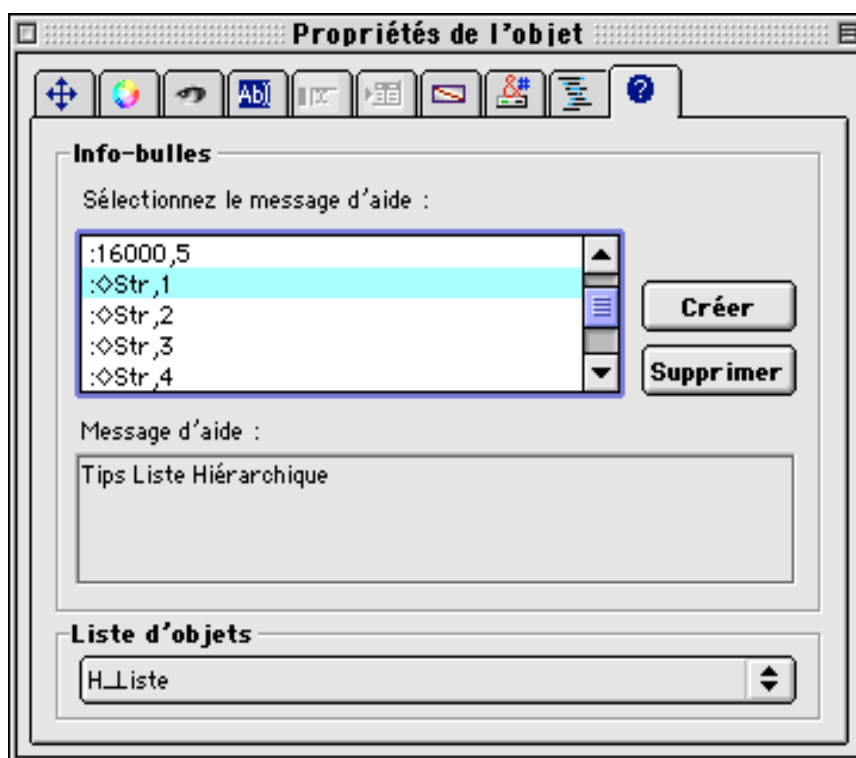 Propriétés de l'objet
Info-bulles
Sélectionnez le message d'aide :
:16000,5
:◇Str,1
:◇Str,2
:◇Str,3
:◇Str,4
Créer
Supprimer
Message d'aide :
Tips Liste Hiérarchique
Liste d'objets
H_Liste